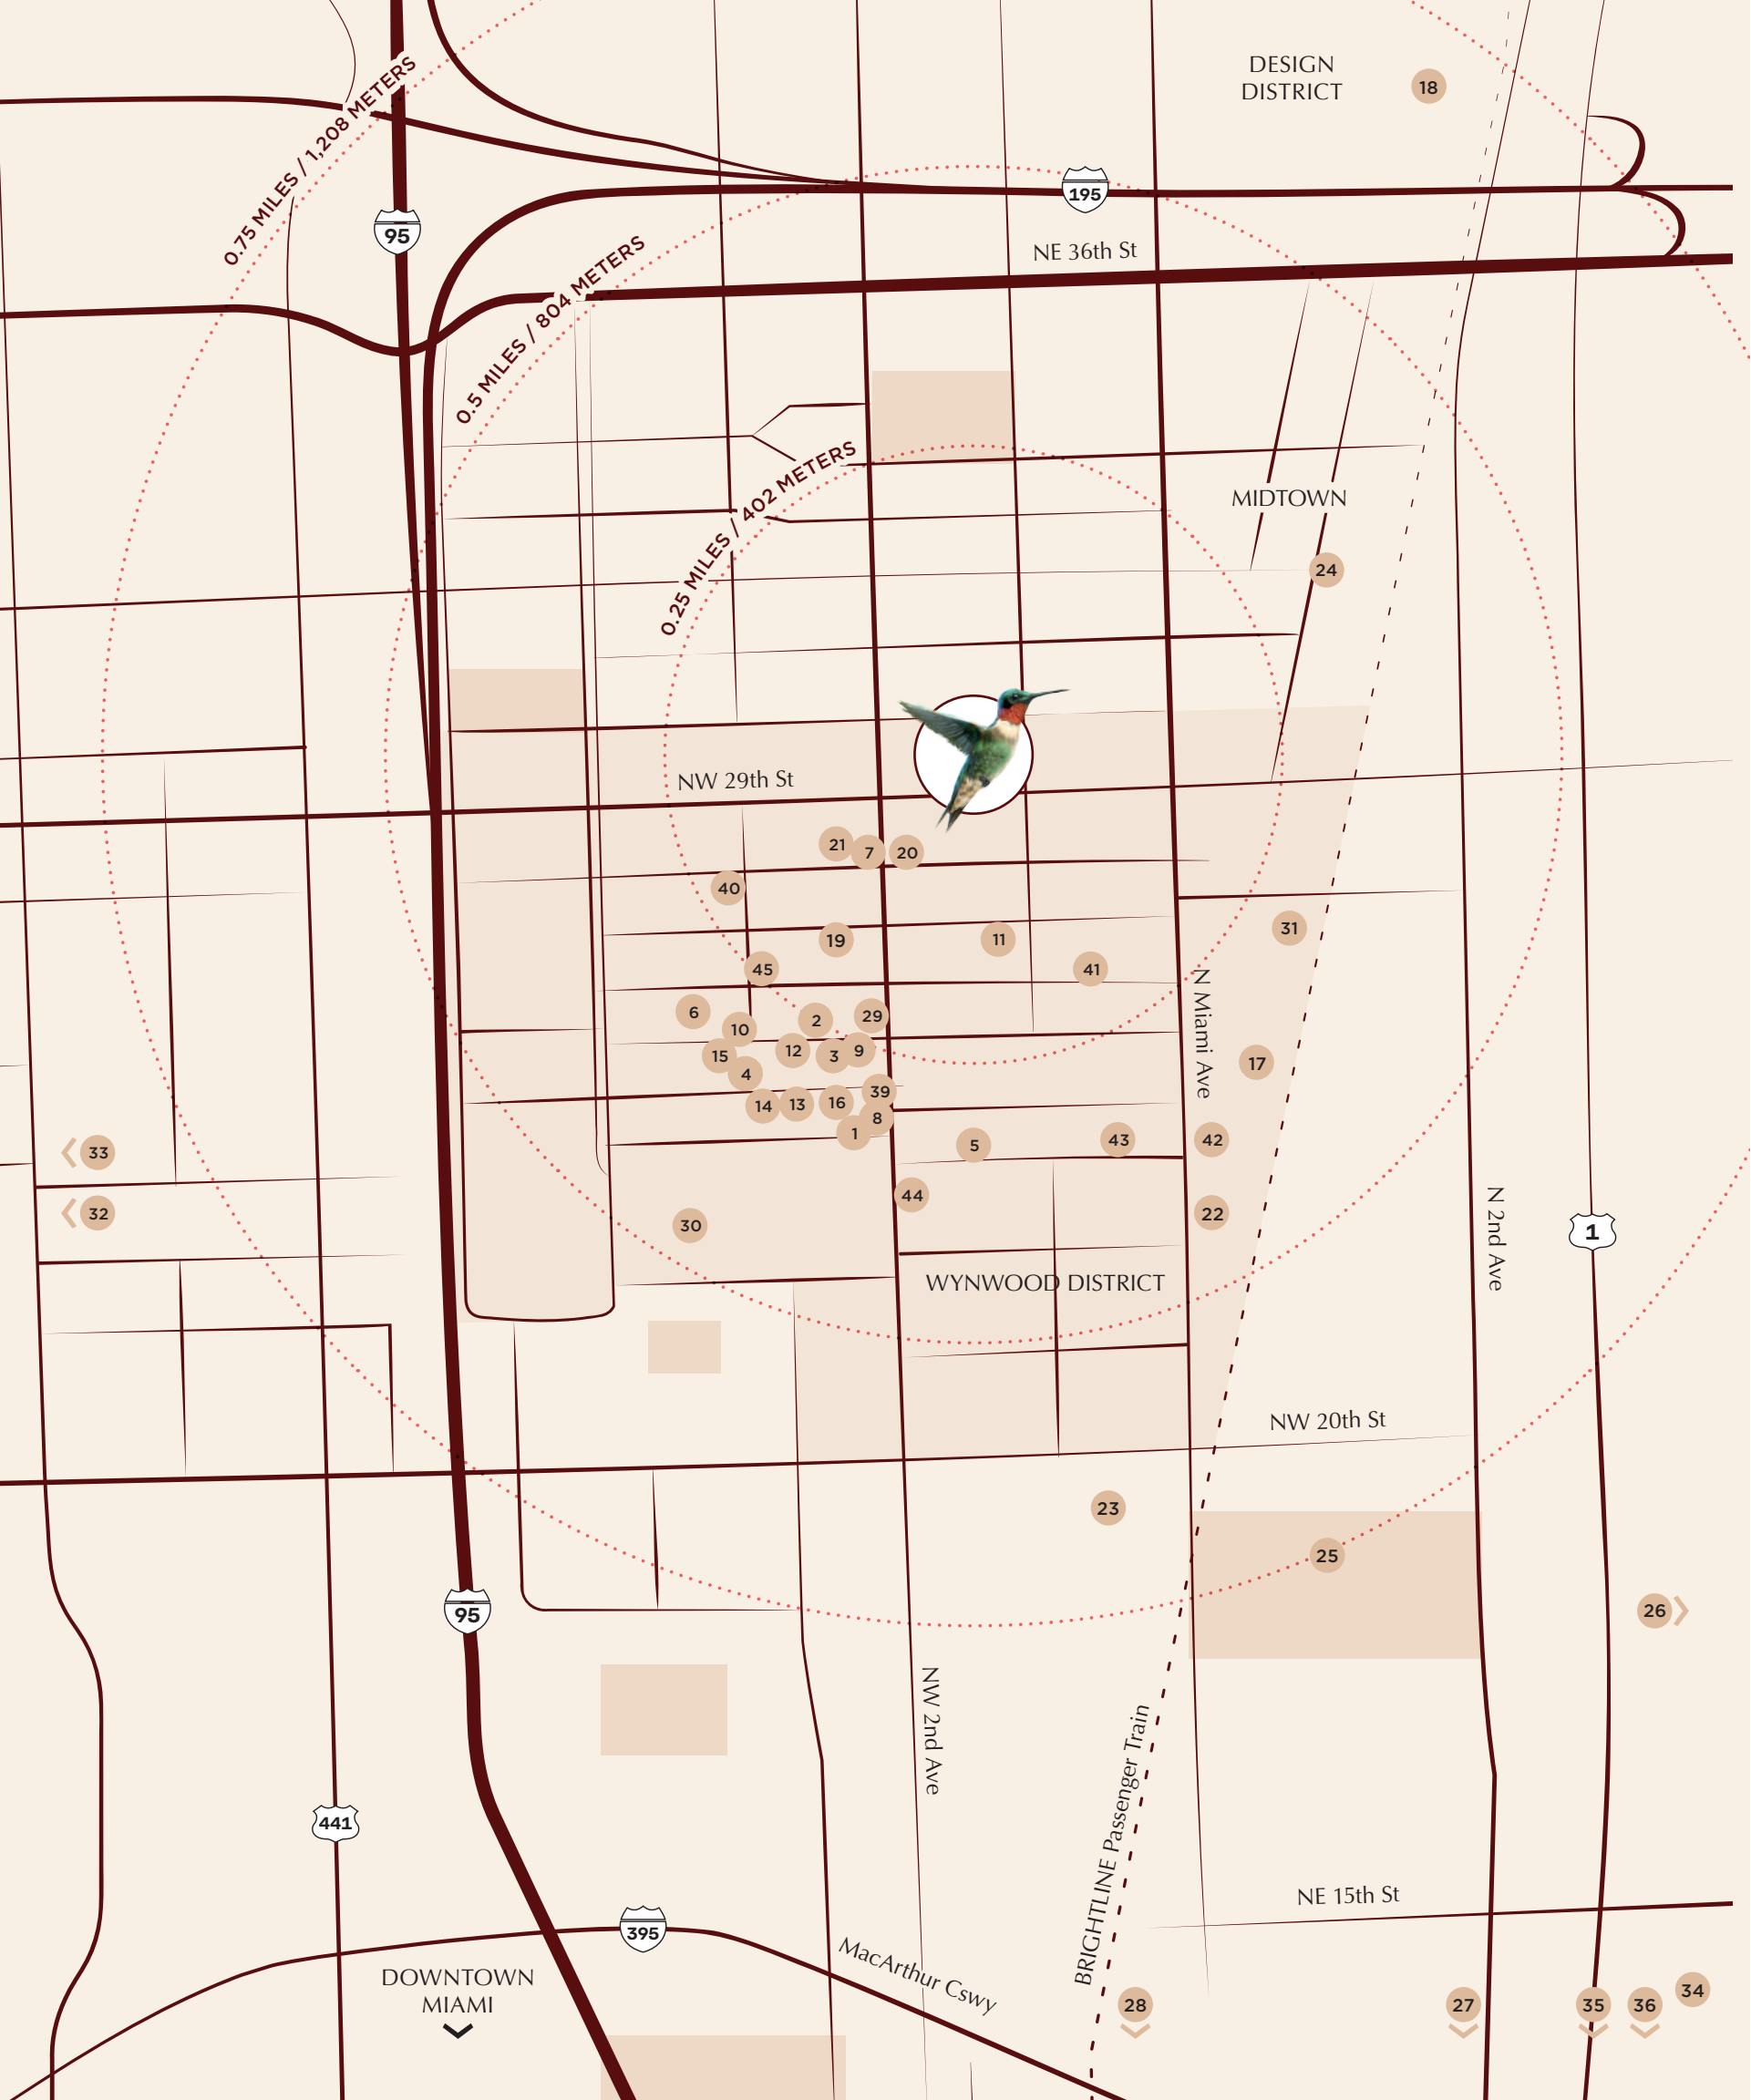 DESIGN
DISTRICT
18
0.75 MILES / 1,208 METERS
195
95
NE 36th St
0.5 MILES / 804 METERS
0.25 MILES / 402 METERS
MIDTOWN
24
NW 29th St
21
7
20
40
31
19
11
45
41
N Miami Ave
6
2
29
10
15
12
3
9
17
4
39
14
13
16
8
1
5
43
42
33
44
32
30
22
N 2nd Ave
1
WYNWOOD DISTRICT
NW 20th St
23
25
26
95
NW 2nd Ave
BRIGHTLINE Passenger Train
441
NE 15th St
395
MacArthur Cswy
DOWNTOWN
MIAMI
28
27
35
36
34